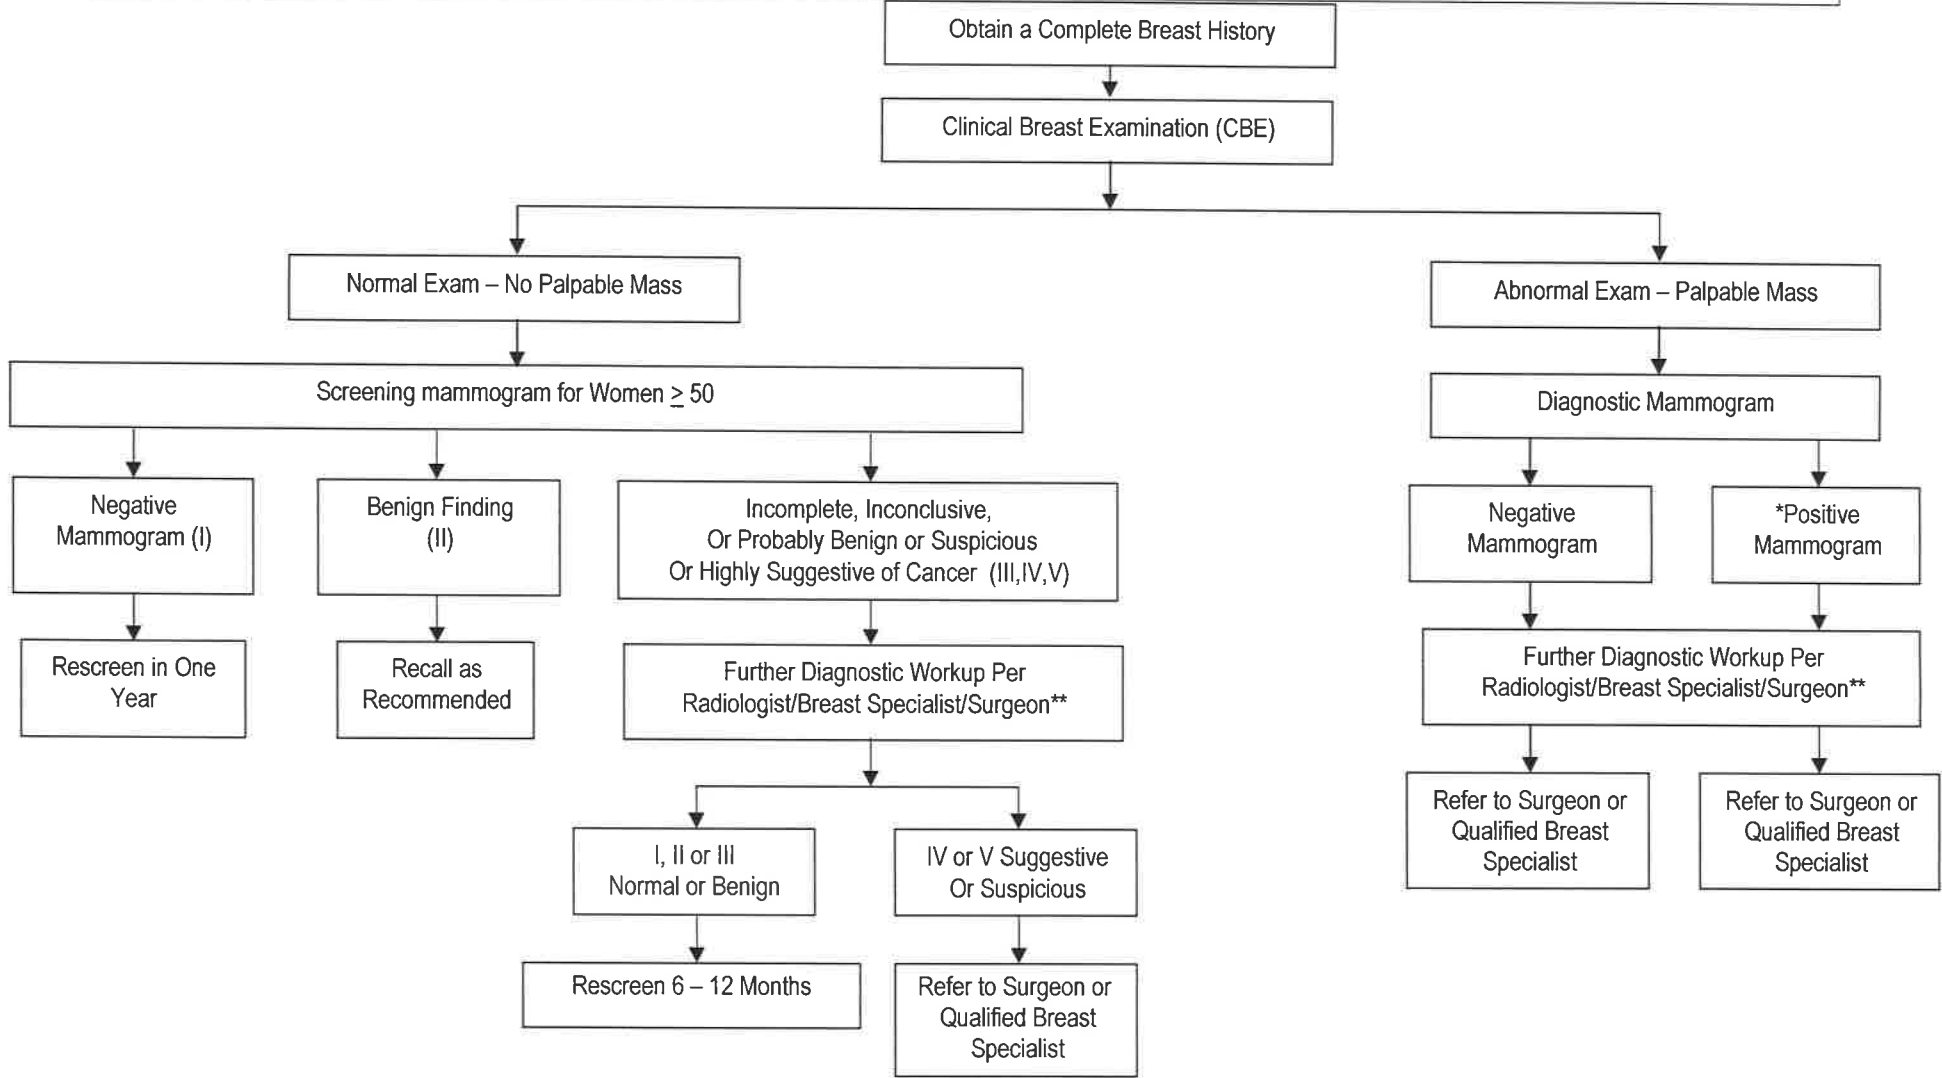 Obtain a Complete Breast History
Clinical Breast Examination (CBE)
Normal Exam – No Palpable Mass
Abnormal Exam – Palpable Mass
Screening mammogram for Women ≥ 50
Diagnostic Mammogram
Negative
Mammogram (I)
Benign Finding
(II)
Incomplete, Inconclusive,
Or Probably Benign or Suspicious
Or Highly Suggestive of Cancer (III,IV,V)
Negative
Mammogram
*Positive
Mammogram
Rescreen in One
Year
Recall as
Recommended
Further Diagnostic Workup Per
Radiologist/Breast Specialist/Surgeon**
Further Diagnostic Workup Per
Radiologist/Breast Specialist/Surgeon**
I, II or III
Normal or Benign
IV or V Suggestive
Or Suspicious
Refer to Surgeon or
Qualified Breast
Specialist
Refer to Surgeon or
Qualified Breast
Specialist
Rescreen 6 – 12 Months
Refer to Surgeon or
Qualified Breast
Specialist